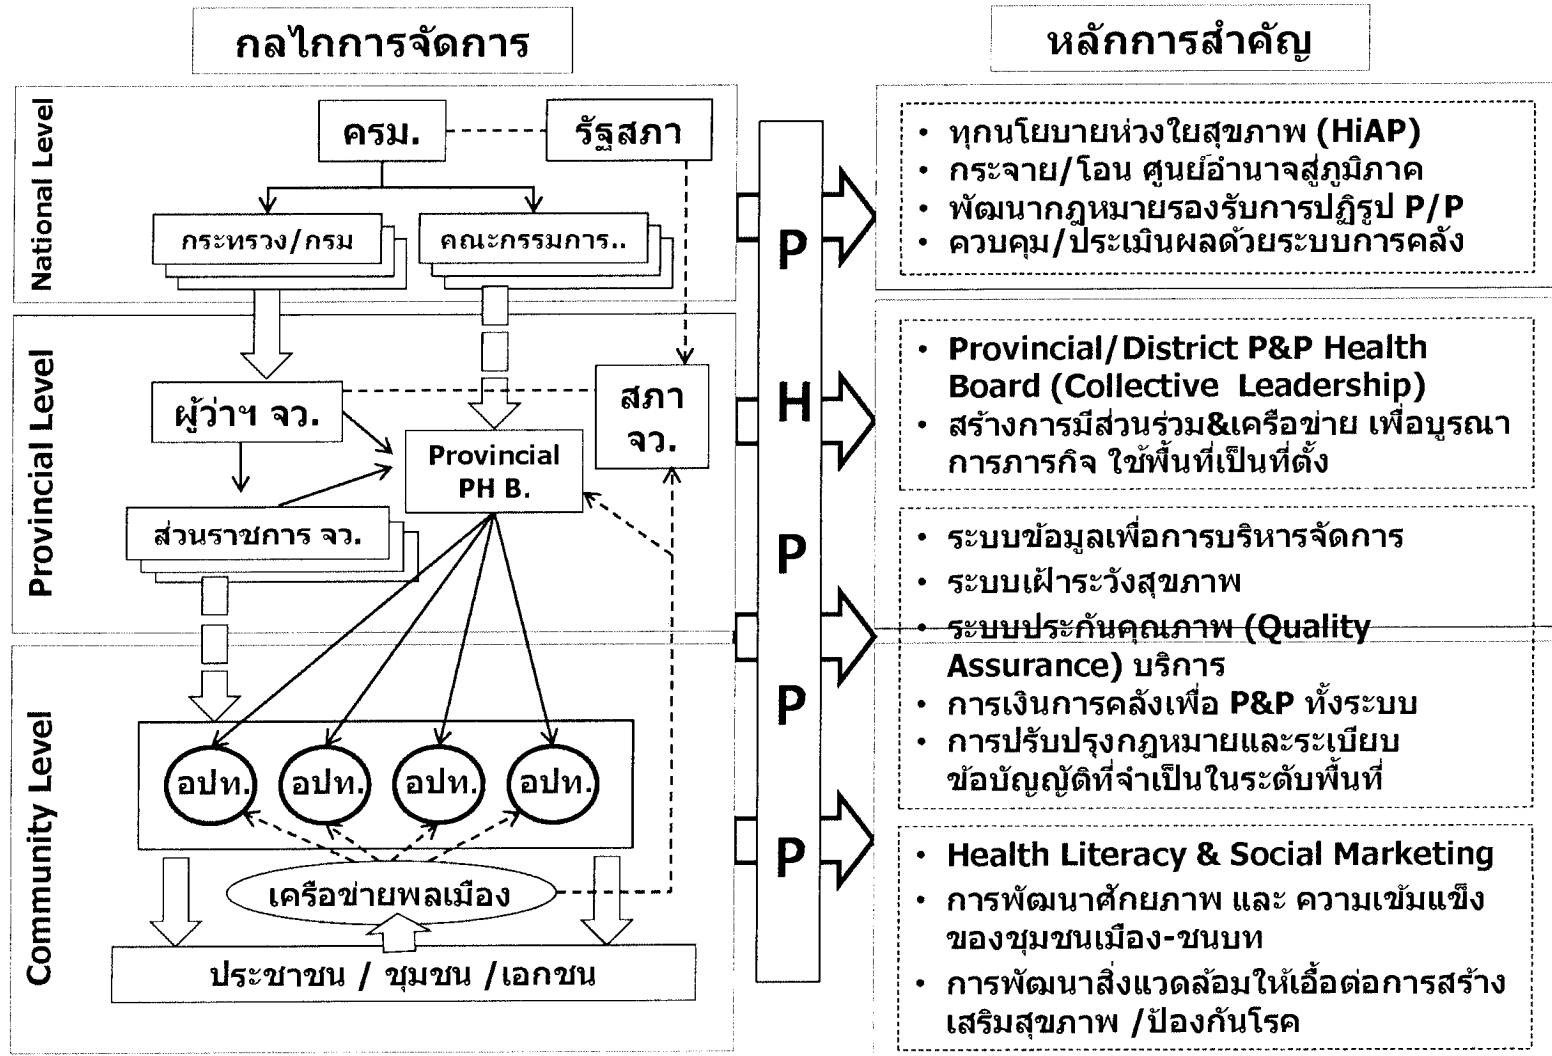 กลไกการจัดการ
หลักการสำคัญ
National Level
ครม.
รัฐสภา
กระทรวง/กรม
คณะกรรมการ..
Provincial Level
ผู้ว่าฯ จว.
สภา
จว.
Provincial
PH B.
ส่วนราชการ จว.
Community Level
อปท.
อปท.
อปท.
อปท.
เครือข่ายพลเมือง
ประชาชน / ชุมชน /เอกชน
P
H
P
P
P
• ทุกนโยบายห่วงใยสุขภาพ (HiAP)
• กระจาย/โอน ศูนย์อำนาจสู่ภูมิภาค
• พัฒนากฎหมายรองรับการปฏิรูป P/P
• ควบคุม/ประเมินผลด้วยระบบการคลัง
• Provincial/District P&P Health
Board (Collective Leadership)
• สร้างการมีส่วนร่วม&เครือข่าย เพื่อบูรณา
การภารกิจ ใช้พื้นที่เป็นที่ตั้ง
• ระบบข้อมูลเพื่อการบริหารจัดการ
• ระบบเฝ้าระวังสุขภาพ
• ระบบประกันคุณภาพ (Quality
Assurance) บริการ
• การเงินการคลังเพื่อ P&P ทั้งระบบ
• การปรับปรุงกฎหมายและระเบียบ
ข้อบัญญัติที่จำเป็นในระดับพื้นที่
• Health Literacy & Social Marketing
• การพัฒนาศักยภาพ และ ความเข้มแข็ง
ของชุมชนเมือง-ชนบท
• การพัฒนาสิ่งแวดล้อมให้เอื้อต่อการสร้าง
เสริมสุขภาพ /ป้องกันโรค